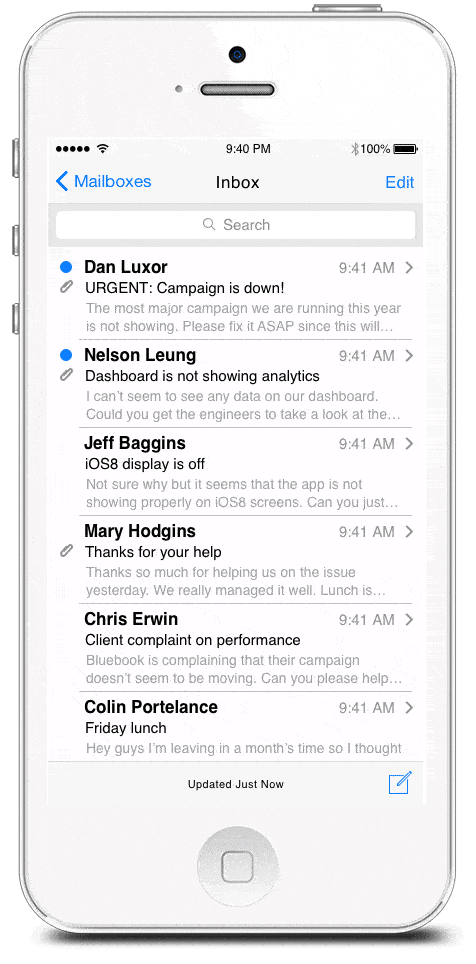 9:40 PM 100%
Mailboxes Inbox Edit
Search
Dan Luxor 9:41 AM
URGENT: Campaign is down!
The most major campaign we are running this year
is not showing. Please fix it ASAP since this will...
Nelson Leung 9:41 AM
Dashboard is not showing analytics
I can't seem to see any data on our dashboard.
Could you get the engineers to take a look at the...
Jeff Baggins 9:41 AM
iOS8 display is off
Not sure why but it seems that the app is not
showing properly on iOS8 screens. Can you just...
Mary Hodgins 9:41 AM
Thanks for your help
Thanks so much for helping us on the issue
yesterday. We really managed it well. Lunch is...
Chris Erwin 9:41 AM
Client complaint on performance
Bluebook is complaining that their campaign
doesn't seem to be moving. Can you please help...
Colin Portelance 9:41 AM
Friday lunch
Hey guys I'm leaving in a month's time so I thought
Updated Just Now